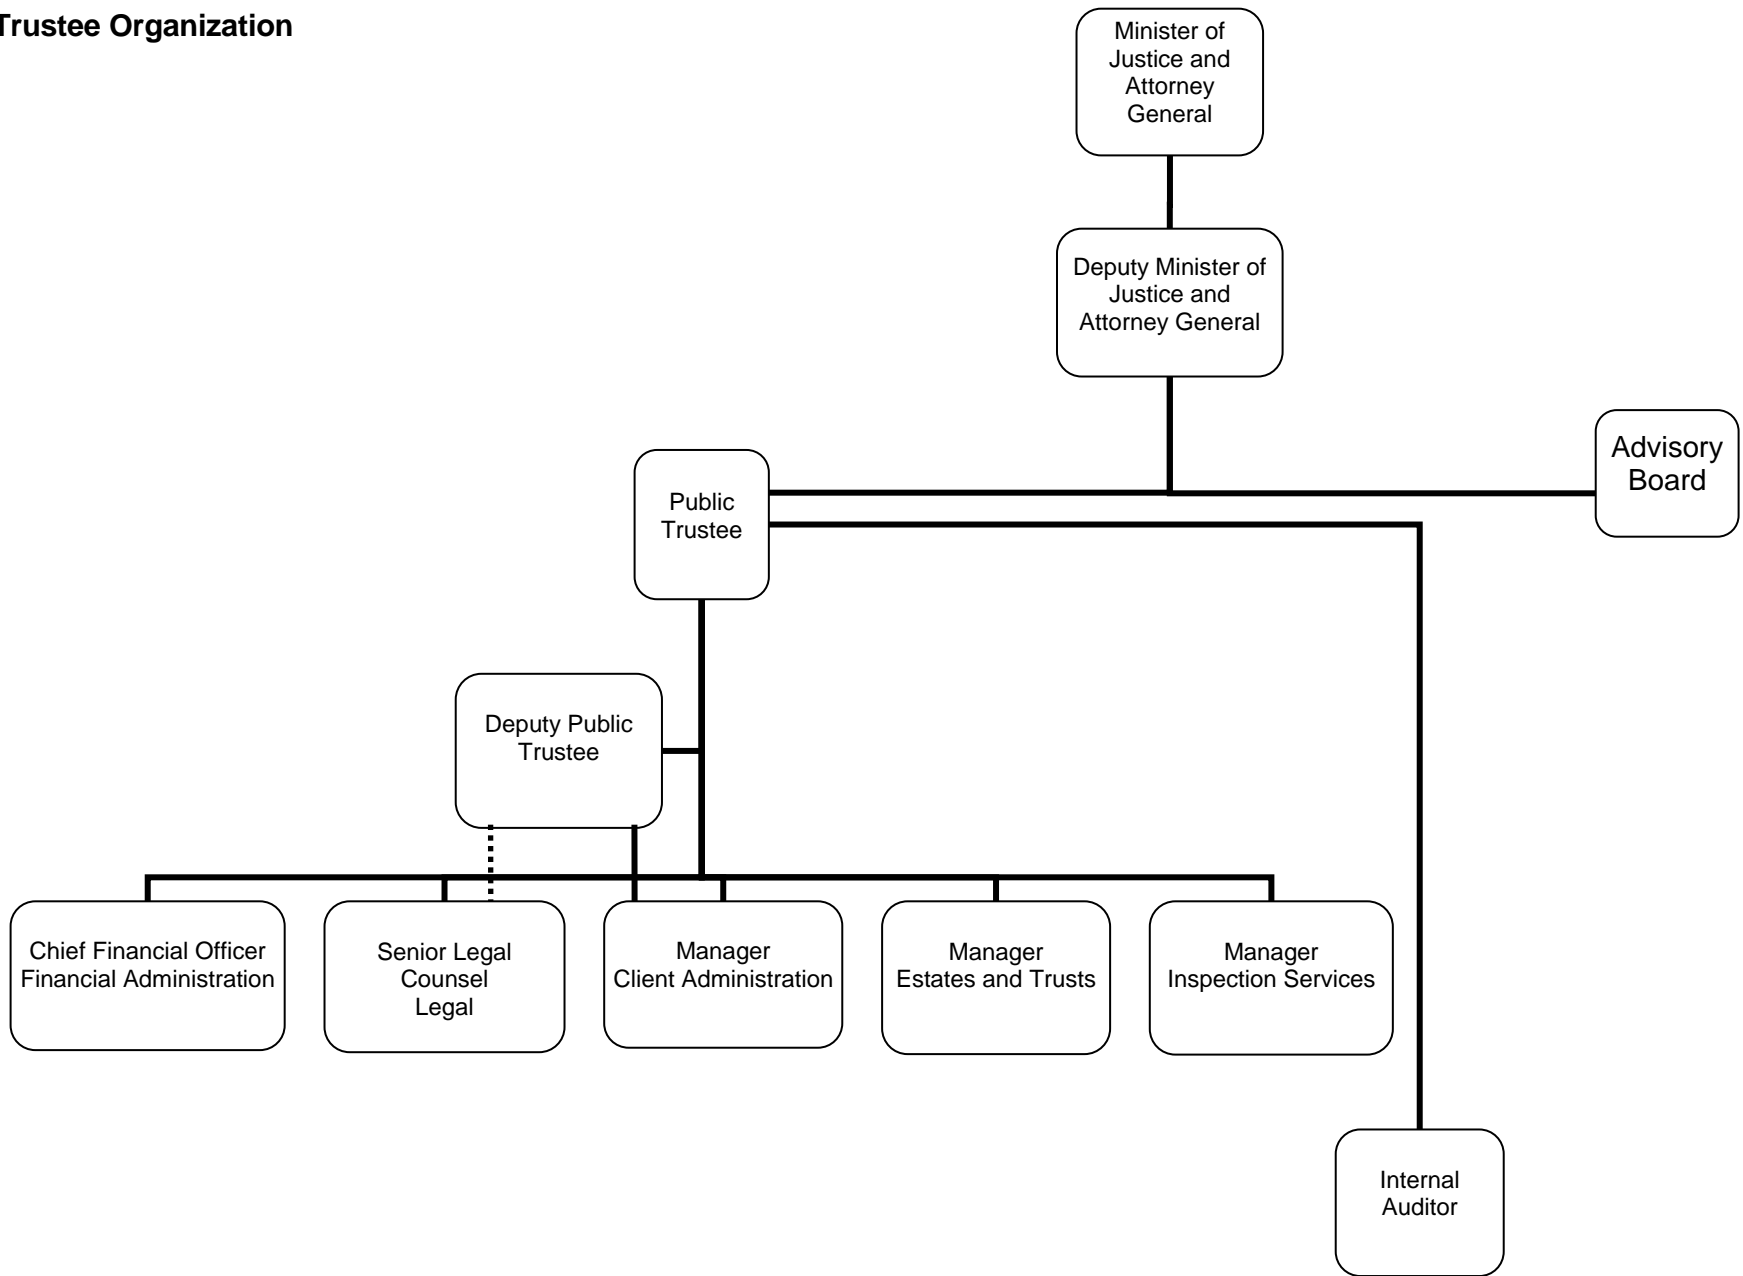 Trustee Organization
Minister of
Justice and
Attorney
General
Deputy Minister of
Justice and
Attorney General
Advisory
Board
Public
Trustee
Deputy Public
Trustee
Chief Financial Officer
Financial Administration
Senior Legal
Counsel
Legal
Manager
Client Administration
Manager
Estates and Trusts
Manager
Inspection Services
Internal
Auditor